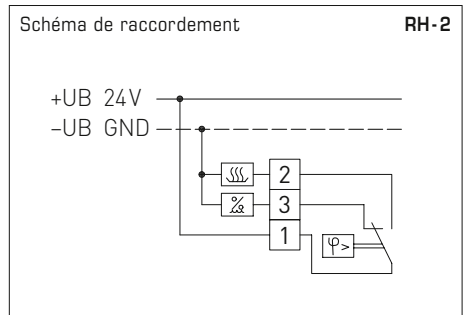 Schéma de raccordement RH-2
+UB 24V
−UB GND
2
%
3
1
φ>